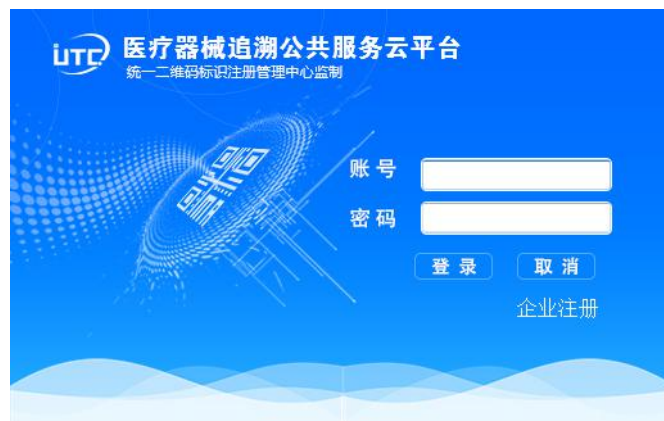 UTC 医疗器械追溯公共服务云平台
统一二维码标识注册管理中心监制
账号
密码
登录 取消
企业注册